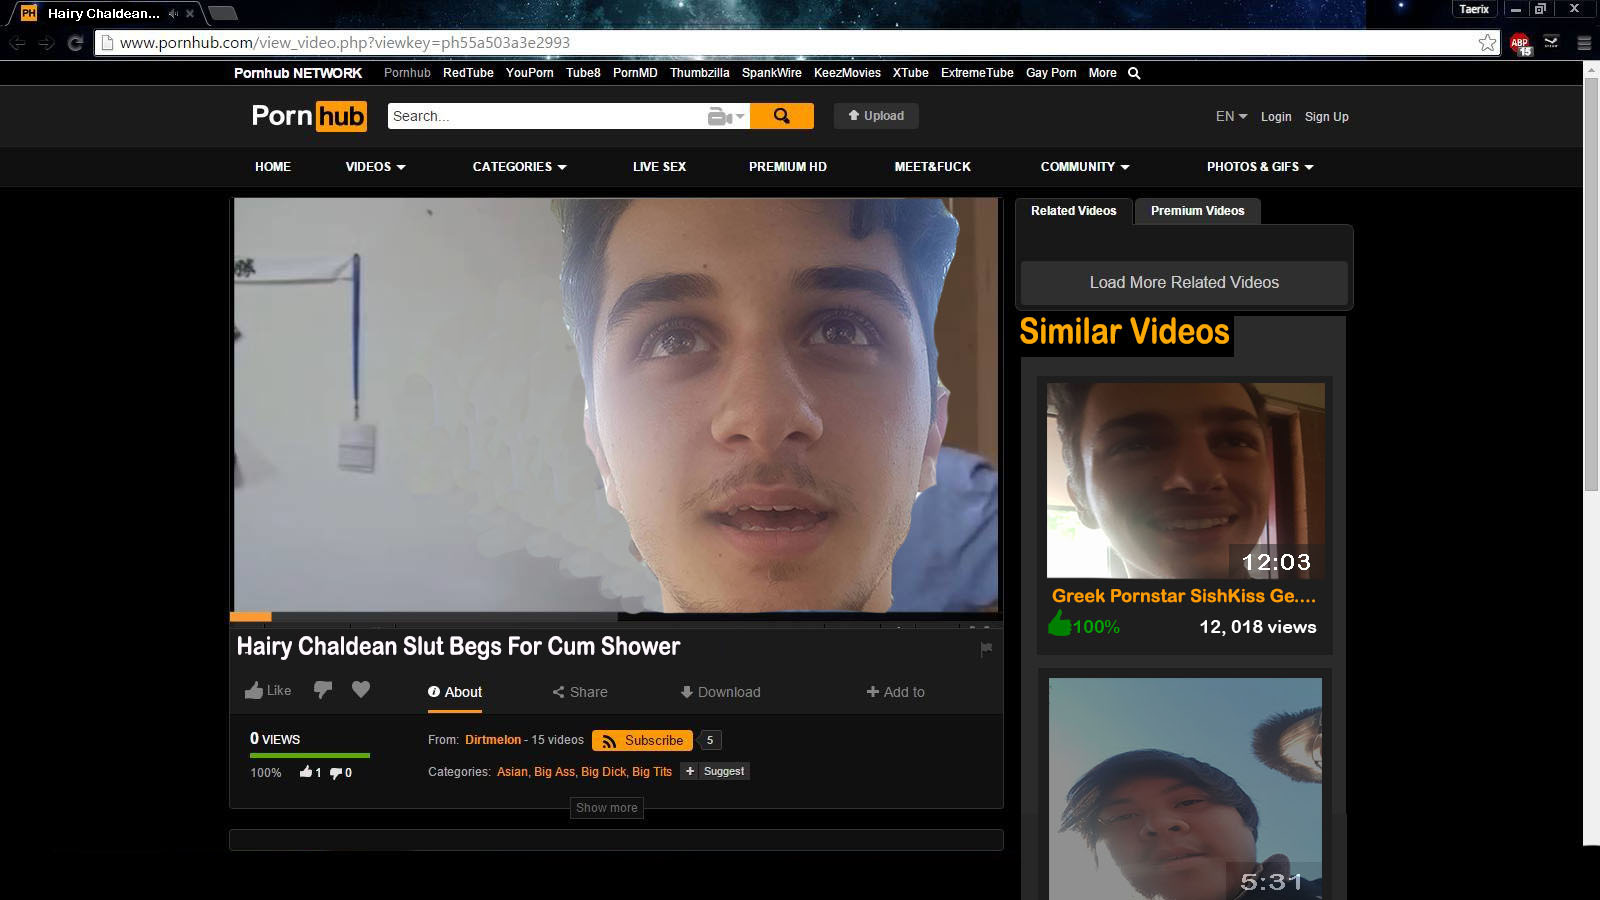 Hairy Chaldean...
Taerix
www.pornhub.com/view_video.php?viewkey=ph55a503a3e2993
ABP
15
Pornhub NETWORK Pornhub RedTube YouPorn Tube8 PornMD Thumbzilla SpankWire KeezMovies XTube ExtremeTube Gay Porn More
Porn hub
Search...
Upload
EN Login Sign Up
HOME VIDEOS CATEGORIES LIVE SEX PREMIUM HD MEET&FUCK COMMUNITY PHOTOS & GIFS
Related Videos Premium Videos
Load More Related Videos
Similar Videos
12:03
Greek Pornstar SishKiss Ge....
100% 12, 018 views
5:31
Hairy Chaldean Slut Begs For Cum Shower
Like About Share Download Add to
0 VIEWS
100% 1 0
From: Dirtmelon - 15 videos Subscribe 5
Categories: Asian, Big Ass, Big Dick, Big Tits + Suggest
Show more